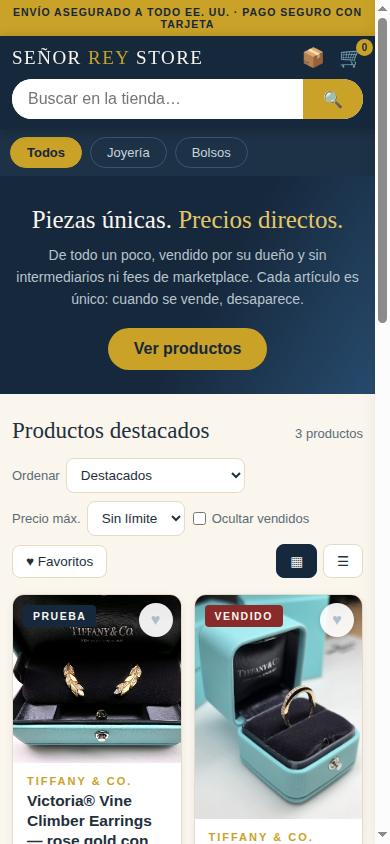 ENVÍO ASEGURADO A TODO EE. UU. · PAGO SEGURO CON
TARJETA
SEÑOR REY STORE
0
Buscar en la tienda…
Todos
Joyería
Bolsos
Piezas únicas. Precios directos.
De todo un poco, vendido por su dueño y sin
intermediarios ni fees de marketplace. Cada artículo es
único: cuando se vende, desaparece.
Ver productos
Productos destacados
3 productos
Ordenar
Destacados
Precio máx.
Sin límite
Ocultar vendidos
♥ Favoritos
PRUEBA
TIFFANY & CO.
VENDIDO
TIFFANY & CO.
Victoria® Vine
Climber Earrings
— rose gold con
TIFFANY & CO.